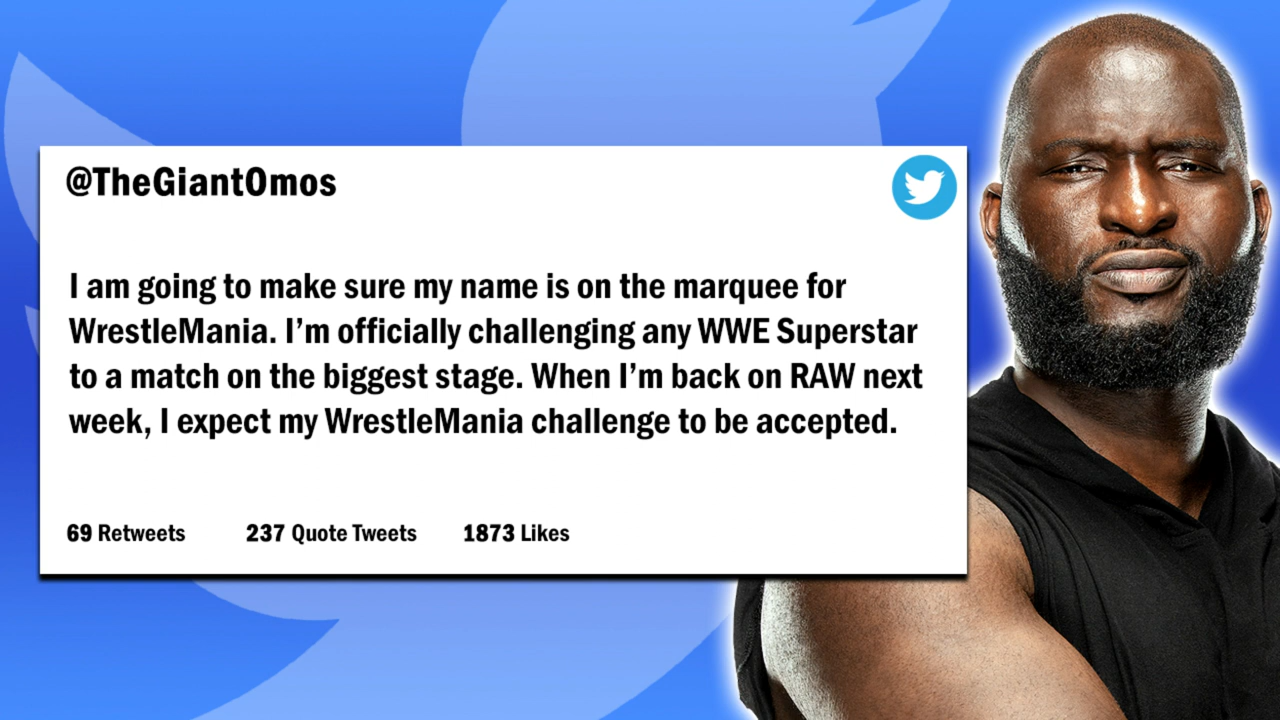 @TheGiantOmos
I am going to make sure my name is on the marquee for
WrestleMania. I’m officially challenging any WWE Superstar
to a match on the biggest stage. When I’m back on RAW next
week, I expect my WrestleMania challenge to be accepted.
69 Retweets 237 Quote Tweets 1873 Likes